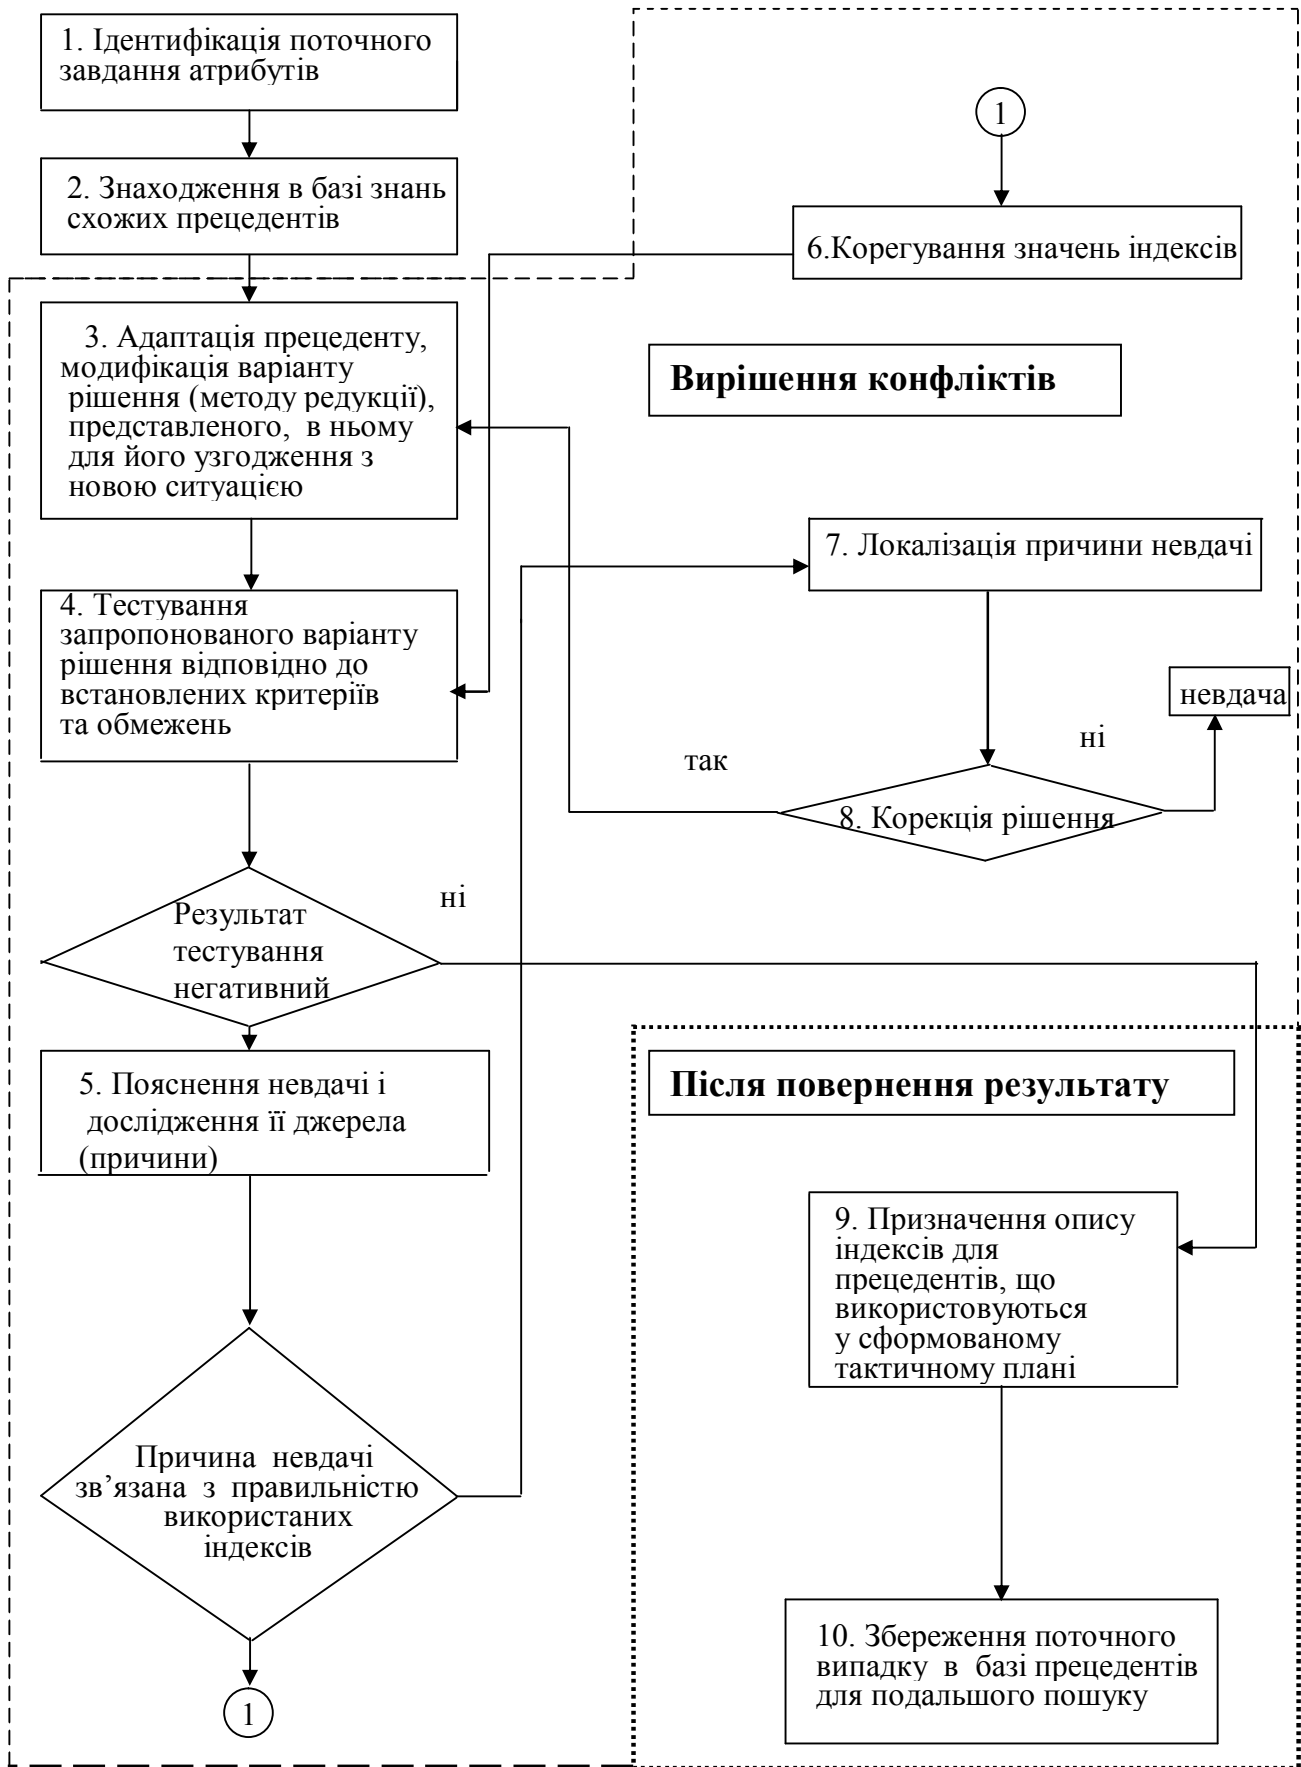 1. Ідентифікація поточного
завдання атрибутів
2. Знаходження в базі знань
схожих прецедентів
3. Адаптація прецеденту,
модифікація варіанту
рішення (методу редукції),
представленого, в ньому
для його узгодження з
новою ситуацією
4. Тестування
запропонованого варіанту
рішення відповідно до
встановлених критеріїв
та обмежень
Результат
тестування
негативний
ні
5. Пояснення невдачі і
дослідження її джерела
(причини)
Причина невдачі
зв’язана з правильністю
використаних
індексів
1
1
6.Корегування значень індексів
Вирішення конфліктів
7. Локалізація причини невдачі
невдача
ні
так
8. Корекція рішення
Після повернення результату
9. Призначення опису
індексів для
прецедентів, що
використовуються
у сформованому
тактичному плані
10. Збереження поточного
випадку в базі прецедентів
для подальшого пошуку